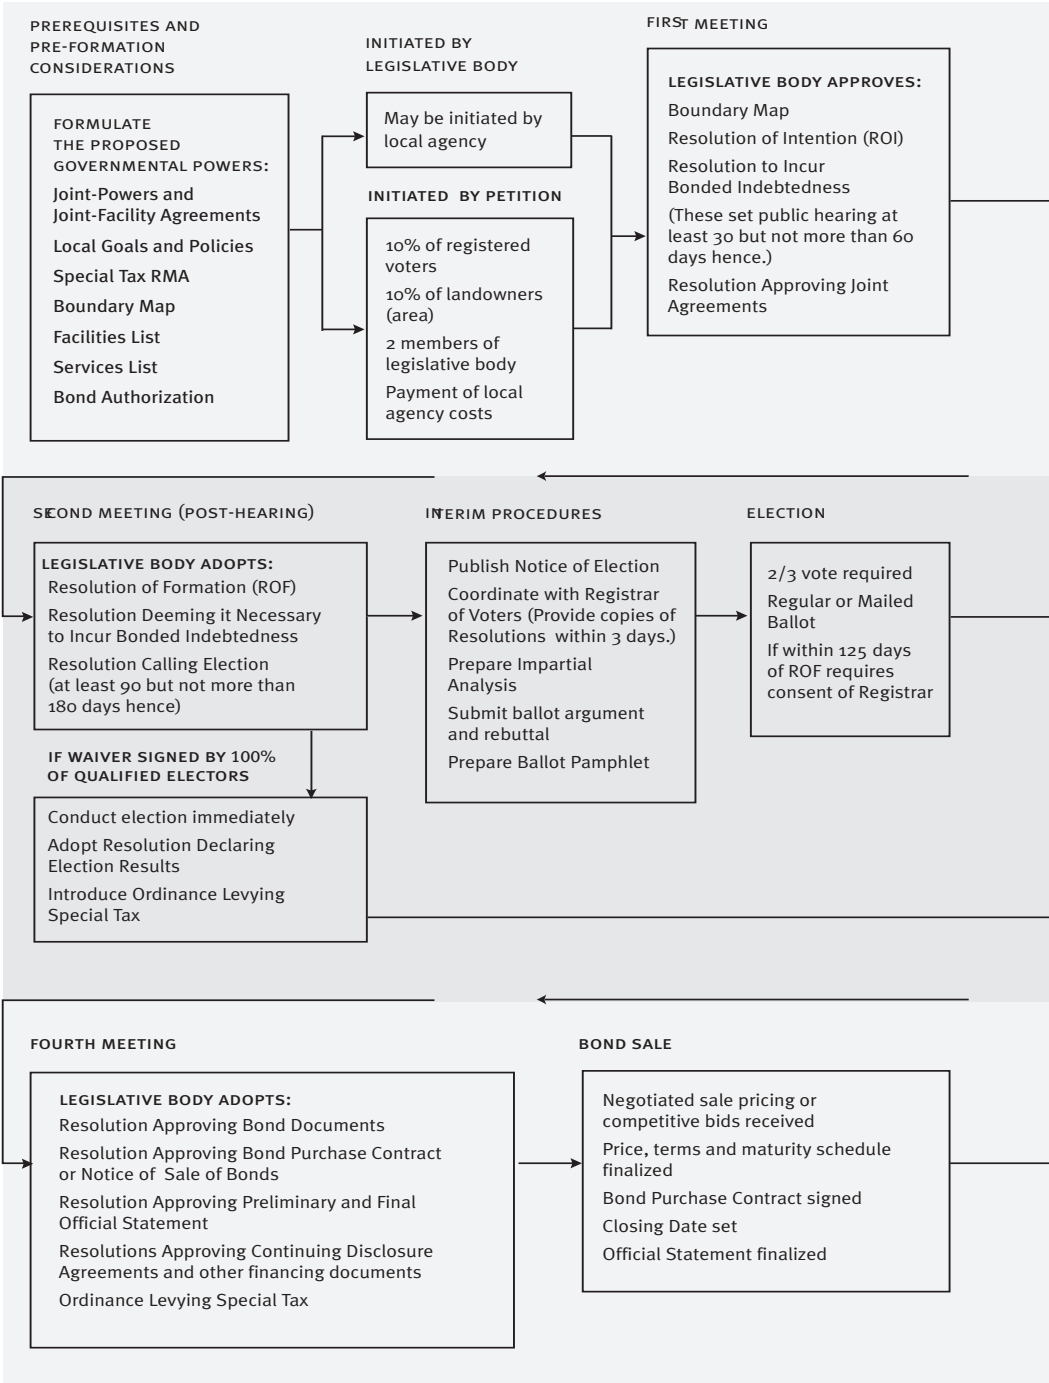 PREREQUISITES AND
PRE-FORMATION
CONSIDERATIONS
FORMULATE
THE PROPOSED
GOVERNMENTAL POWERS:
Joint-Powers and
Joint-Facility Agreements
Local Goals and Policies
Special Tax RMA
Boundary Map
Facilities List
Services List
Bond Authorization
INITIATED BY
LEGISLATIVE BODY
May be initiated by
local agency
INITIATED BY PETITION
10% of registered
voters
10% of landowners
(area)
2 members of
legislative body
Payment of local
agency costs
FIRST MEETING
LEGISLATIVE BODY APPROVES:
Boundary Map
Resolution of Intention (ROI)
Resolution to Incur
Bonded Indebtedness
(These set public hearing at
least 30 but not more than 60
days hence.)
Resolution Approving Joint
Agreements
SECOND MEETING (POST-HEARING)
LEGISLATIVE BODY ADOPTS:
Resolution of Formation (ROF)
Resolution Deeming it Necessary
to Incur Bonded Indebtedness
Resolution Calling Election
(at least 90 but not more than
180 days hence)
IF WAIVER SIGNED BY 100%
OF QUALIFIED ELECTORS
Conduct election immediately
Adopt Resolution Declaring
Election Results
Introduce Ordinance Levying
Special Tax
INTERIM PROCEDURES
Publish Notice of Election
Coordinate with Registrar
of Voters (Provide copies of
Resolutions within 3 days.)
Prepare Impartial
Analysis
Submit ballot argument
and rebuttal
Prepare Ballot Pamphlet
ELECTION
2/3 vote required
Regular or Mailed
Ballot
If within 125 days
of ROF requires
consent of Registrar
FOURTH MEETING
LEGISLATIVE BODY ADOPTS:
Resolution Approving Bond Documents
Resolution Approving Bond Purchase Contract
or Notice of Sale of Bonds
Resolution Approving Preliminary and Final
Official Statement
Resolutions Approving Continuing Disclosure
Agreements and other financing documents
Ordinance Levying Special Tax
BOND SALE
Negotiated sale pricing or
competitive bids received
Price, terms and maturity schedule
finalized
Bond Purchase Contract signed
Closing Date set
Official Statement finalized